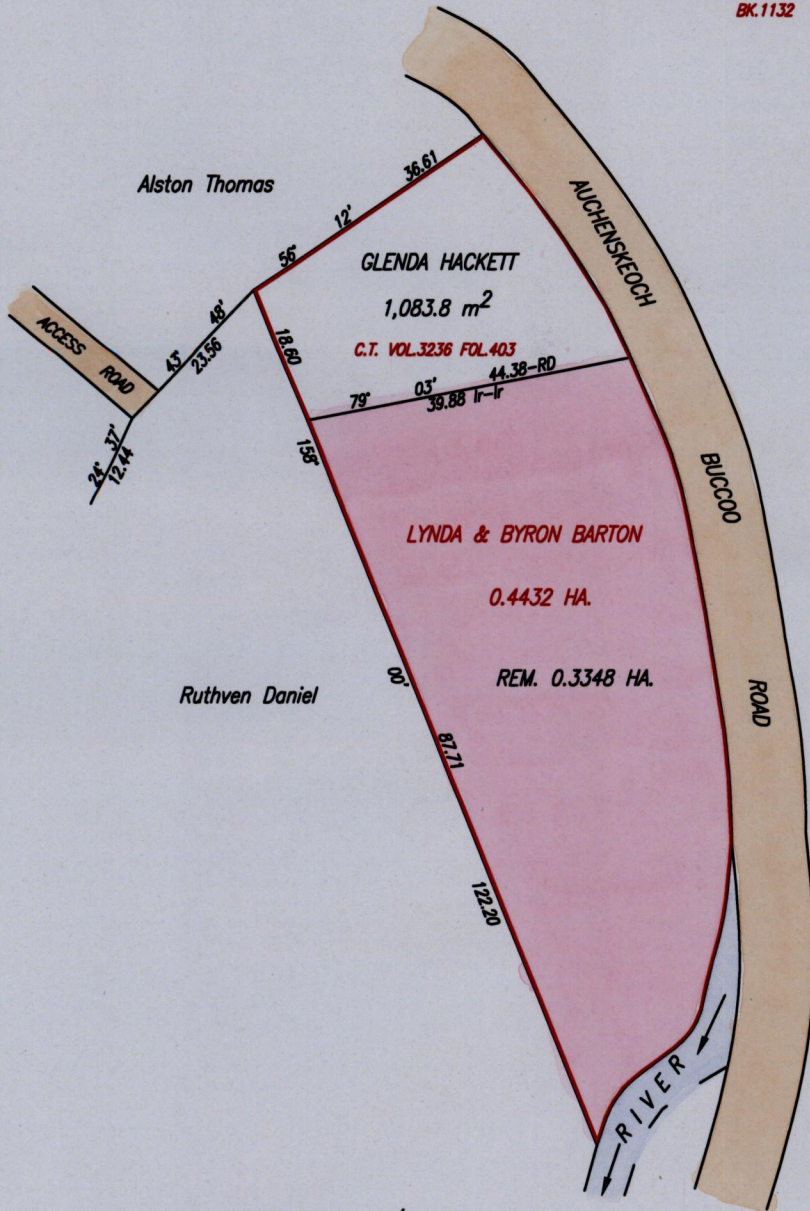 BK.1132
Alston Thomas
56° 12' 36.61
AUCHENSKEOCH
GLENDA HACKETT
1,083.8 m²
C.T. VOL.3236 FOL.403
ACCESS ROAD
43° 48'
23.56
18.60
79° 03' 44.38-RD
39.88 Ir-Ir
24° 37'
12.44
158° 00'
BUCCOO
LYNDA & BYRON BARTON
0.4432 HA.
REM. 0.3348 HA.
Ruthven Daniel
ROAD
87.71
122.20
RIVER